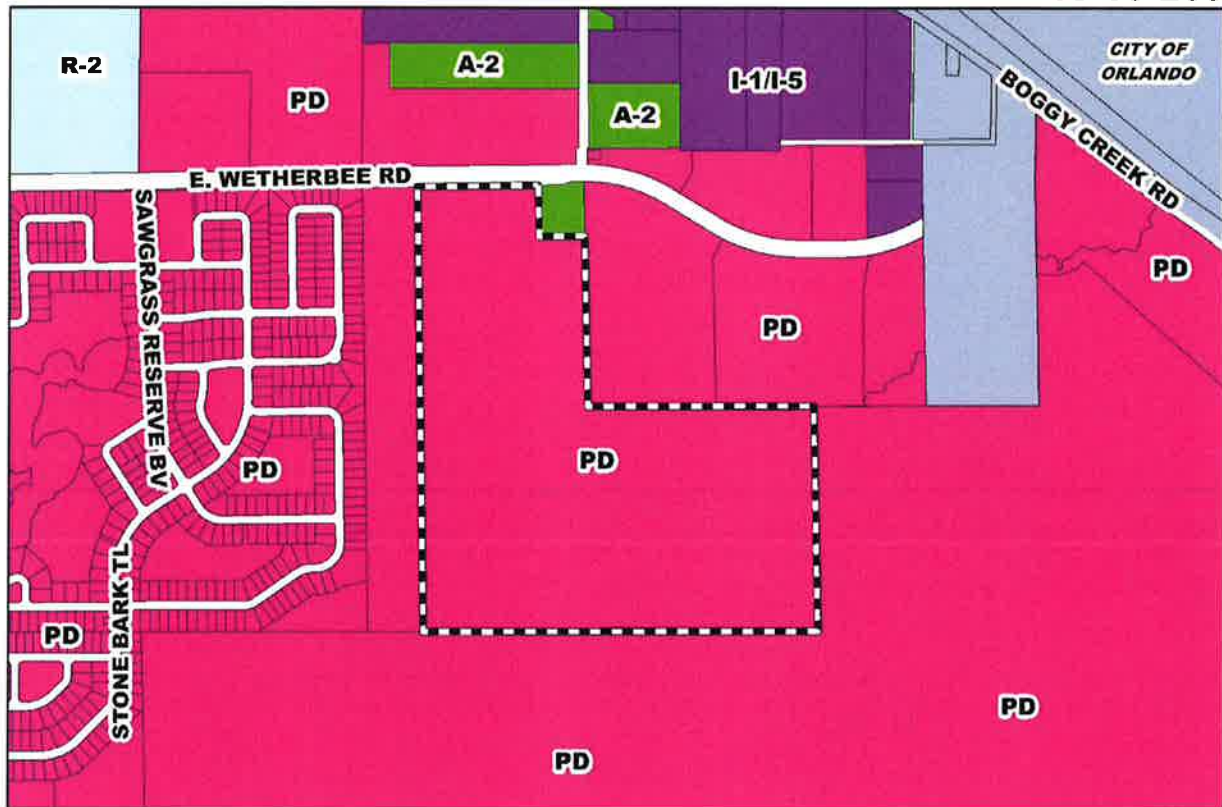 R-2
PD
A-2
A-2
I-1/I-5
CITY OF
ORLANDO
BOGGY CREEK RD
E. WETHERBEE RD
SAWGRASS RESERVE BV
PD
PD
PD
PD
PD
STONE BARK TL
PD
PD